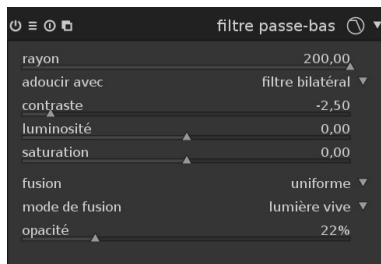 filtre passe-bas
rayon 200,00
adoucir avec filtre bilatéral
contraste -2,50
luminosité 0,00
saturation 0,00
fusion uniforme
mode de fusion lumière vive
opacité 22%